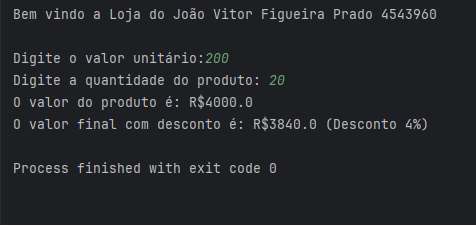 Bem vindo a Loja do João Vitor Figueira Prado 4543960
Digite o valor unitário:200
Digite a quantidade do produto: 20
O valor do produto é: R$4000.0
O valor final com desconto é: R$3840.0 (Desconto 4%)
Process finished with exit code 0